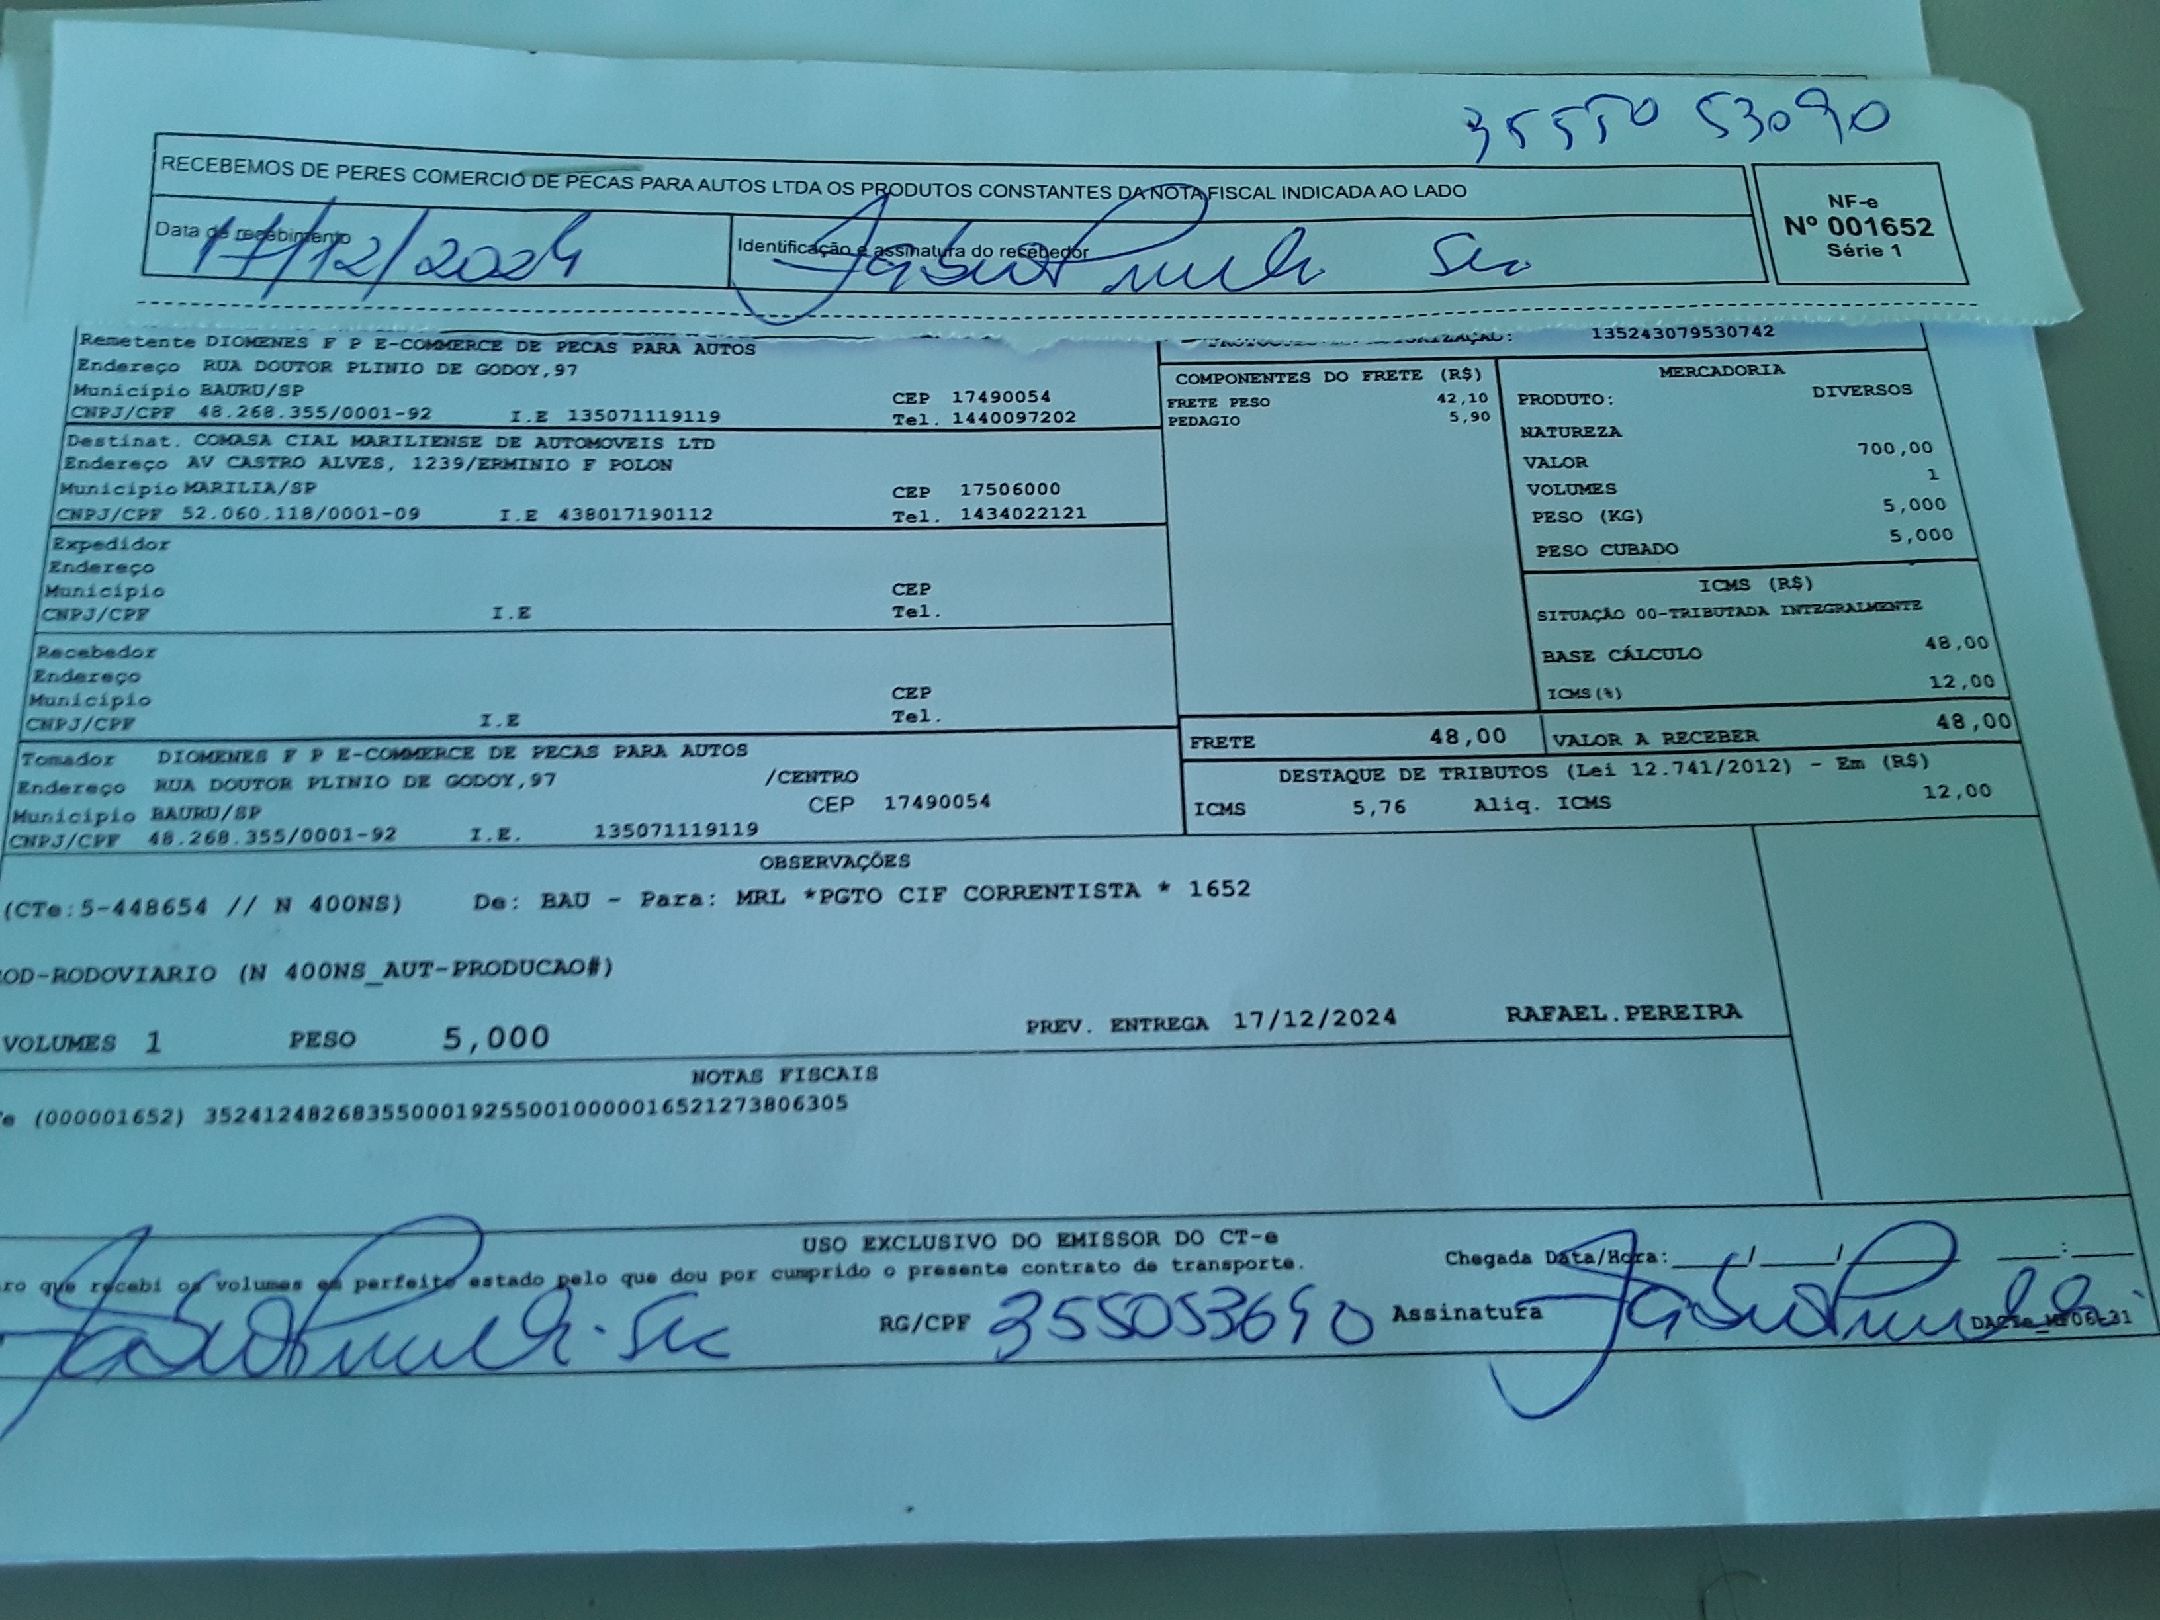 35550 53090
RECEBEMOS DE PERES COMERCIO DE PECAS PARA AUTOS LTDA OS PRODUTOS CONSTANTES DA NOTA FISCAL INDICADA AO LADO
NF-e
Nº 001652
Série 1
Data de recebimento
17/12/2024
Identificação e assinatura do recebedor
135243079530742
Remetente DIOMENES F P E-COMMERCE DE PECAS PARA AUTOS
Endereço RUA DOUTOR PLINIO DE GODOY,97
Município BAURU/SP CEP 17490054
CNPJ/CPF 48.268.355/0001-92 I.E 135071119119 Tel. 1440097202
Destinat. COMASA CIAL MARILIENSE DE AUTOMOVEIS LTD
Endereço AV CASTRO ALVES, 1239/ERMINIO F POLON
Município MARILIA/SP CEP 17506000
CNPJ/CPF 52.060.118/0001-09 I.E 438017190112 Tel. 1434022121
Expedidor
Endereço
Município CEP
CNPJ/CPF I.E Tel.
Recebedor
Endereço
Município CEP
CNPJ/CPF I.E Tel.
Tomador DIOMENES F P E-COMMERCE DE PECAS PARA AUTOS
Endereço RUA DOUTOR PLINIO DE GODOY,97 /CENTRO
Município BAURU/SP CEP 17490054
CNPJ/CPF 48.268.355/0001-92 I.E. 135071119119
COMPONENTES DO FRETE (R$)
FRETE PESO 42,10
PEDAGIO 5,90
MERCADORIA
PRODUTO: DIVERSOS
NATUREZA
VALOR 700,00
VOLUMES 1
PESO (KG) 5,000
PESO CUBADO 5,000
ICMS (R$)
SITUAÇÃO 00-TRIBUTADA INTEGRALMENTE
BASE CÁLCULO 48,00
ICMS(%) 12,00
FRETE 48,00 VALOR A RECEBER 48,00
DESTAQUE DE TRIBUTOS (Lei 12.741/2012) - Em (R$)
ICMS 5,76 Aliq. ICMS 12,00
OBSERVAÇÕES
(CTe:5-448654 // N 400NS) De: BAU - Para: MRL *PGTO CIF CORRENTISTA * 1652
OD-RODOVIARIO (N 400NS_AUT-PRODUCAO#)
VOLUMES 1 PESO 5,000 PREV. ENTREGA 17/12/2024 RAFAEL.PEREIRA
NOTAS FISCAIS
e (000001652) 35241248268355000192550010000016521273806305
USO EXCLUSIVO DO EMISSOR DO CT-e
ro que recebi os volumes em perfeito estado pelo que dou por cumprido o presente contrato de transporte.
Chegada Data/Hora:____/____/____ ____:____
RG/CPF 355053690 Assinatura